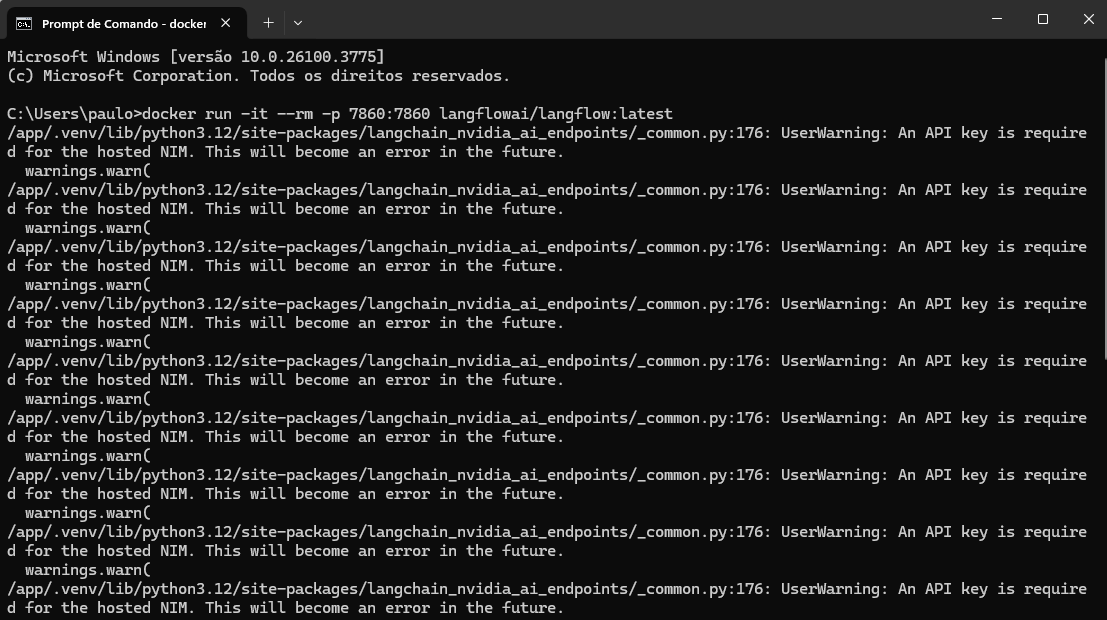 Prompt de Comando - docker
Microsoft Windows [versão 10.0.26100.3775]
(c) Microsoft Corporation. Todos os direitos reservados.
C:\Users\paulo>docker run -it --rm -p 7860:7860 langflowai/langflow:latest
/app/.venv/lib/python3.12/site-packages/langchain_nvidia_ai_endpoints/_common.py:176: UserWarning: An API key is require
d for the hosted NIM. This will become an error in the future.
  warnings.warn(
/app/.venv/lib/python3.12/site-packages/langchain_nvidia_ai_endpoints/_common.py:176: UserWarning: An API key is require
d for the hosted NIM. This will become an error in the future.
  warnings.warn(
/app/.venv/lib/python3.12/site-packages/langchain_nvidia_ai_endpoints/_common.py:176: UserWarning: An API key is require
d for the hosted NIM. This will become an error in the future.
  warnings.warn(
/app/.venv/lib/python3.12/site-packages/langchain_nvidia_ai_endpoints/_common.py:176: UserWarning: An API key is require
d for the hosted NIM. This will become an error in the future.
  warnings.warn(
/app/.venv/lib/python3.12/site-packages/langchain_nvidia_ai_endpoints/_common.py:176: UserWarning: An API key is require
d for the hosted NIM. This will become an error in the future.
  warnings.warn(
/app/.venv/lib/python3.12/site-packages/langchain_nvidia_ai_endpoints/_common.py:176: UserWarning: An API key is require
d for the hosted NIM. This will become an error in the future.
  warnings.warn(
/app/.venv/lib/python3.12/site-packages/langchain_nvidia_ai_endpoints/_common.py:176: UserWarning: An API key is require
d for the hosted NIM. This will become an error in the future.
  warnings.warn(
/app/.venv/lib/python3.12/site-packages/langchain_nvidia_ai_endpoints/_common.py:176: UserWarning: An API key is require
d for the hosted NIM. This will become an error in the future.
  warnings.warn(
/app/.venv/lib/python3.12/site-packages/langchain_nvidia_ai_endpoints/_common.py:176: UserWarning: An API key is require
d for the hosted NIM. This will become an error in the future.